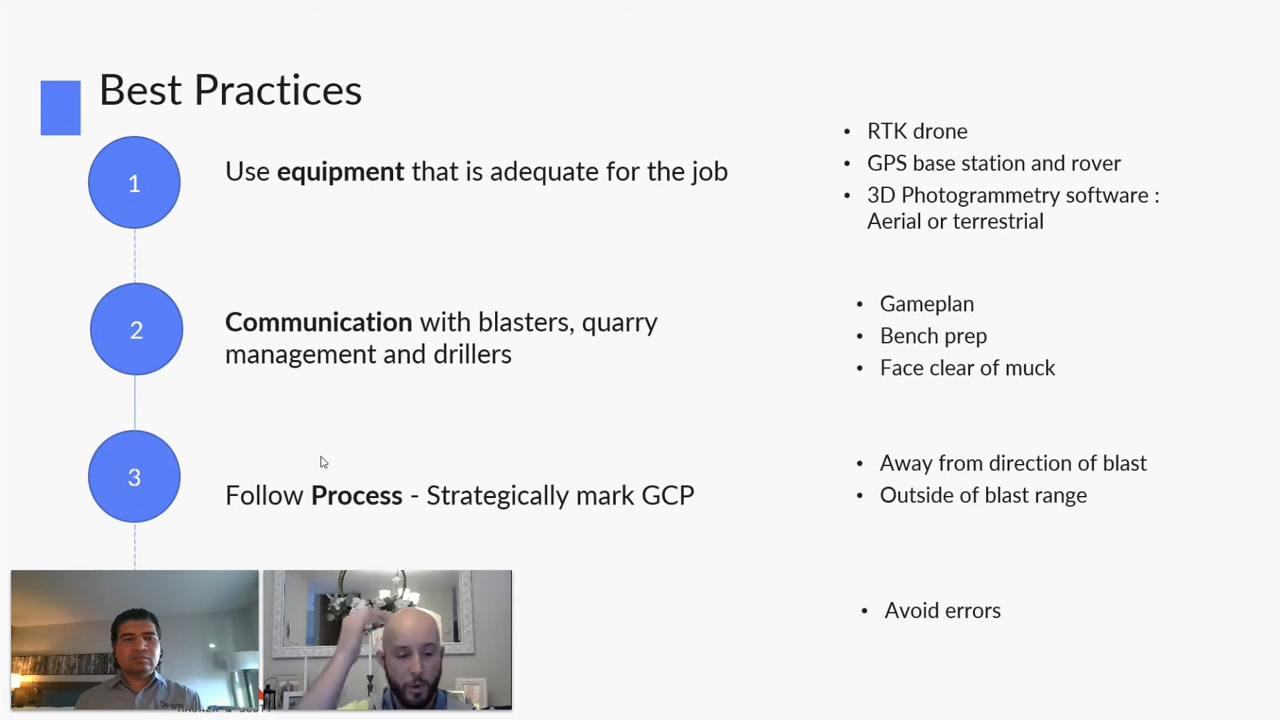 Best Practices
1
Use equipment that is adequate for the job
• RTK drone
• GPS base station and rover
• 3D Photogrammetry software :
Aerial or terrestrial
2
Communication with blasters, quarry
management and drillers
• Gameplan
• Bench prep
• Face clear of muck
3
Follow Process - Strategically mark GCP
• Away from direction of blast
• Outside of blast range
• Avoid errors